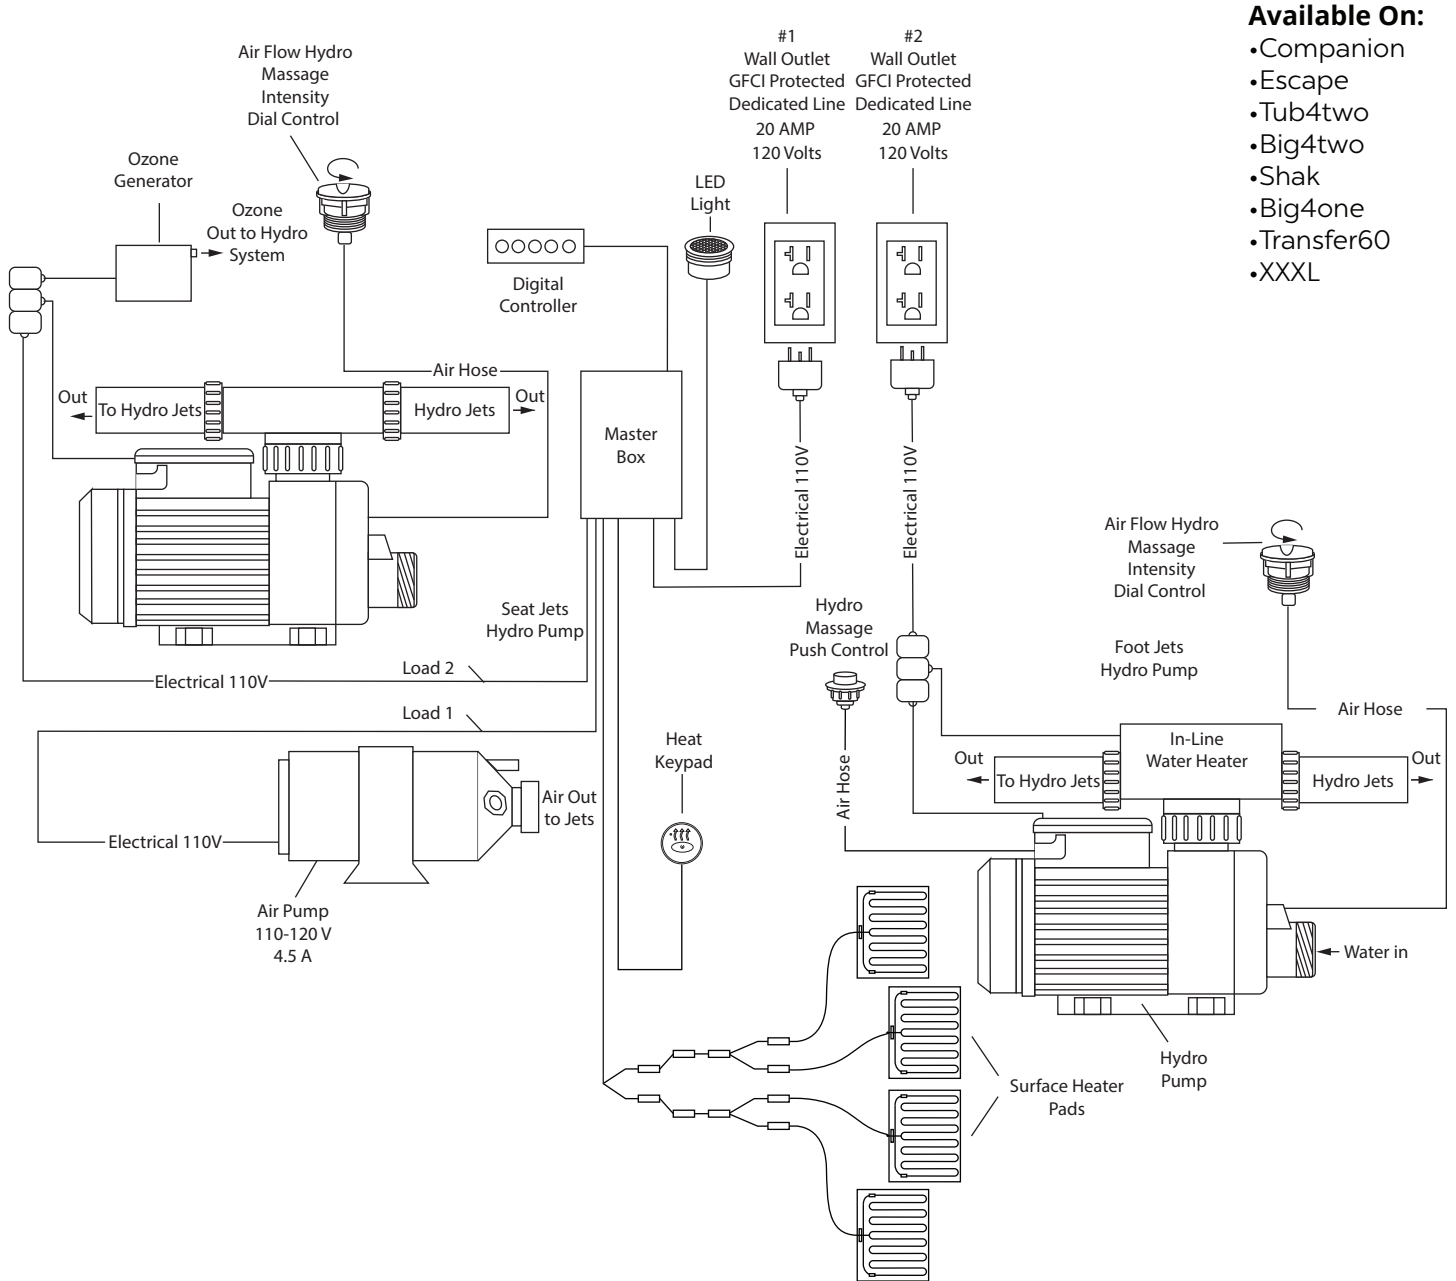 Available On:
•Companion
•Escape
•Tub4two
•Big4two
•Shak
•Big4one
•Transfer60
•XXXL
#1
Wall Outlet
GFCI Protected
Dedicated Line
20 AMP
120 Volts
#2
Wall Outlet
GFCI Protected
Dedicated Line
20 AMP
120 Volts
Air Flow Hydro
Massage
Intensity
Dial Control
Ozone
Generator
Ozone
Out to Hydro
System
LED
Light
Digital
Controller
Air Hose
Out
To Hydro Jets
Hydro Jets
Out
Master
Box
Electrical 110V
Electrical 110V
Seat Jets
Hydro Pump
Load 2
Electrical 110V
Load 1
Electrical 110V
Air Out
to Jets
Air Pump
110-120 V
4.5 A
Heat
Keypad
Hydro
Massage
Push Control
Air Hose
Air Flow Hydro
Massage
Intensity
Dial Control
Foot Jets
Hydro Pump
Air Hose
In-Line
Water Heater
Out
To Hydro Jets
Hydro Jets
Out
Water in
Hydro
Pump
Surface Heater
Pads